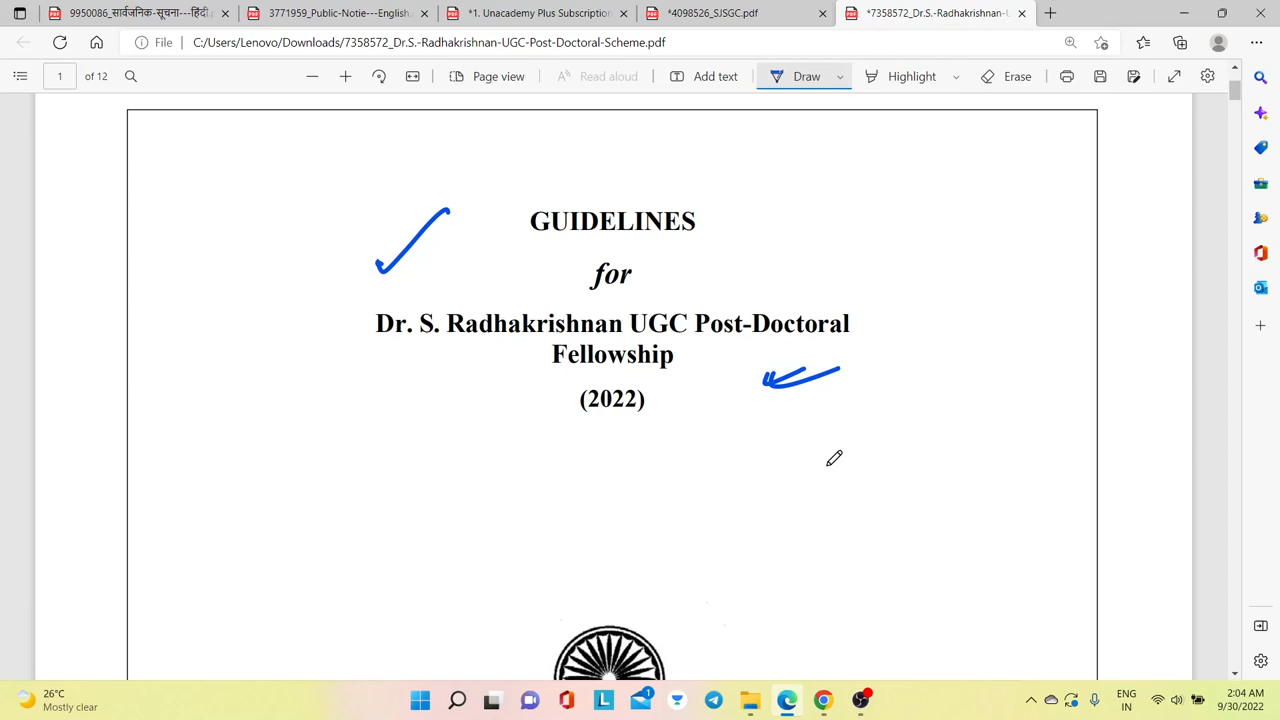 9950086_सार्वजनिक-सूचना---हिंदी.
3771959_Public-Notie---English.
*1. Unacademy Plus Subscription
*4098526_SJSGC.pdf
*7358572_Dr.S.-Radhakrishnan-U
File C:/Users/Lenovo/Downloads/7358572_Dr.S.-Radhakrishnan-UGC-Post-Doctoral-Scheme.pdf
1 of 12
Page view
Read aloud
Add text
Draw
Highlight
Erase
GUIDELINES
for
Dr. S. Radhakrishnan UGC Post-Doctoral
Fellowship
(2022)
26°C
Mostly clear
1
ENG
IN
2:04 AM
9/30/2022